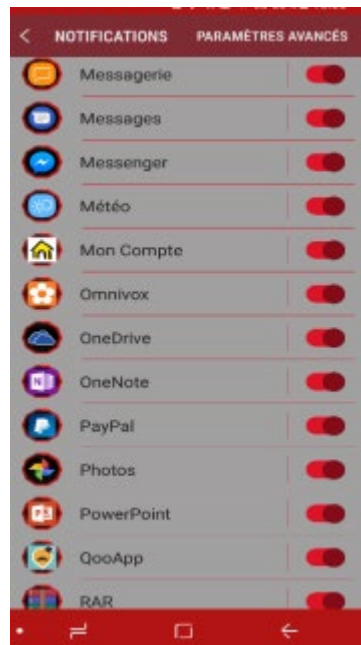 NOTIFICATIONS PARAMÈTRES AVANCÉS
Messagerie
Messages
Messenger
Météo
Mon Compte
Omnivox
OneDrive
OneNote
PayPal
Photos
PowerPoint
QooApp
RAR